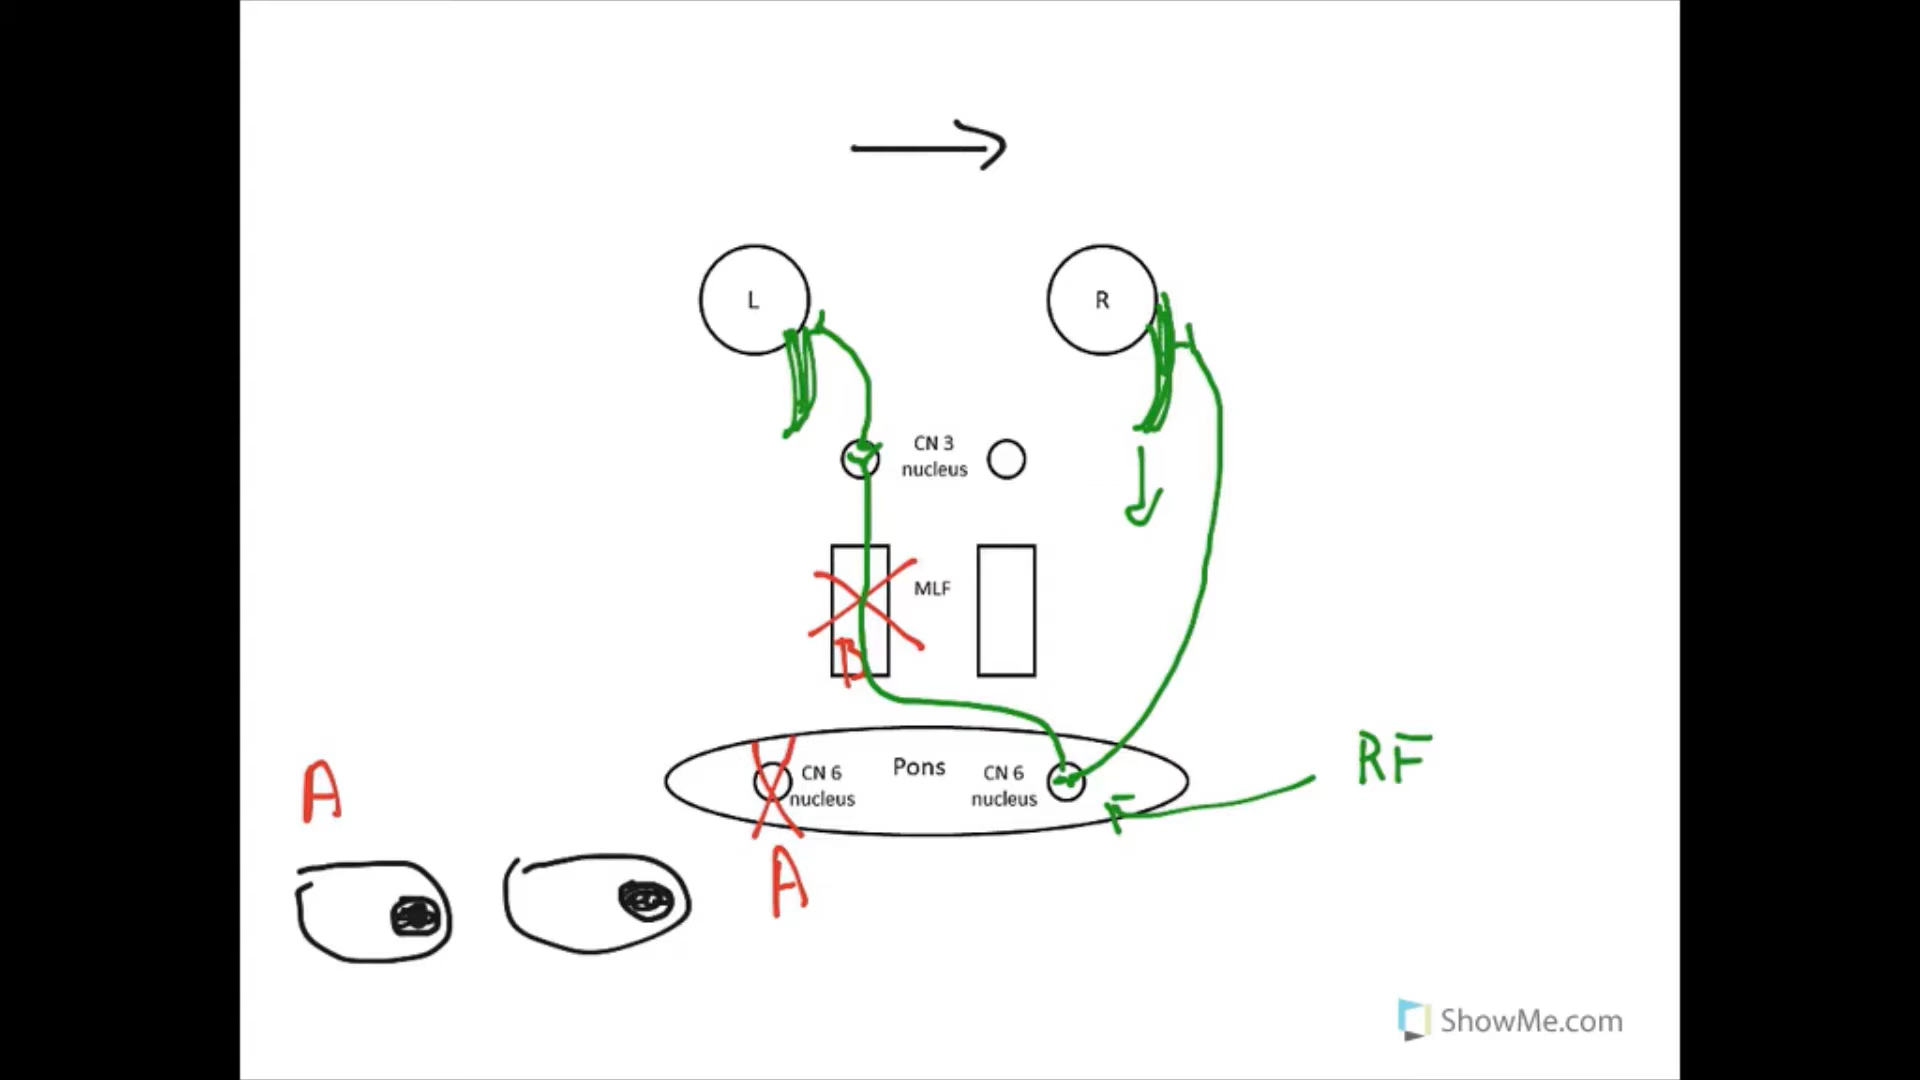 L
R
CN 3
nucleus
MLF
B
Pons
CN 6
nucleus
CN 6
nucleus
RF
A
A
ShowMe.com